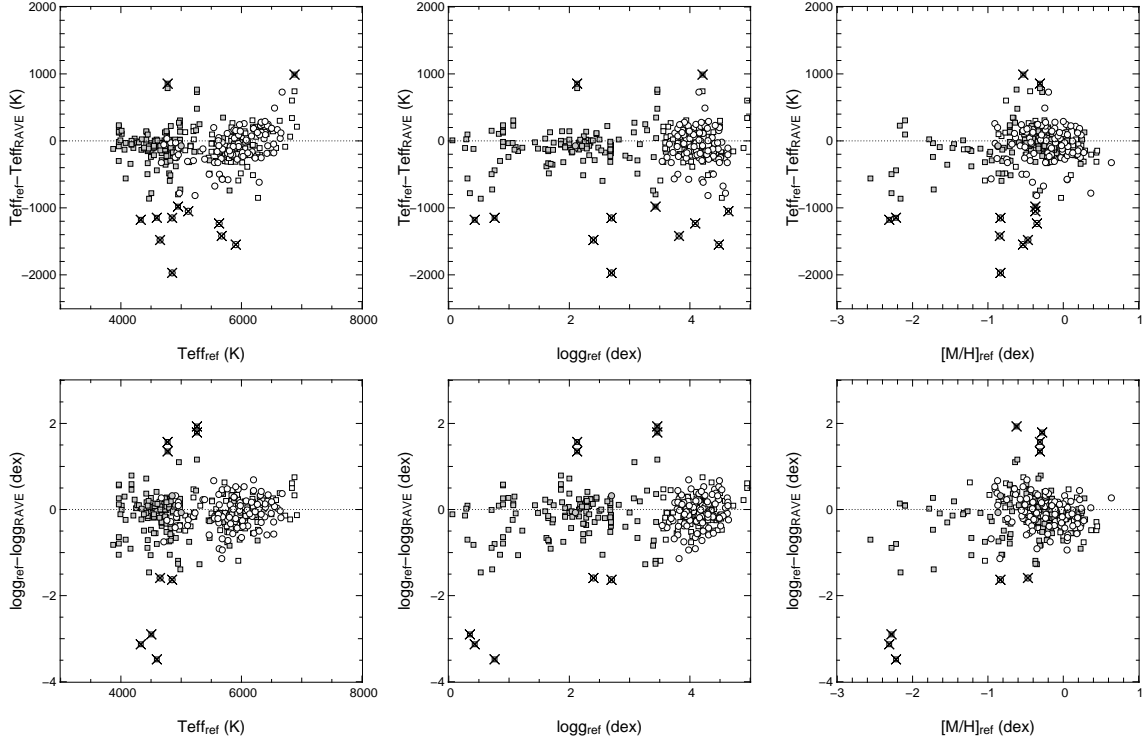 2000
1000
0
−1000
−2000
Teff_ref−Teff_RAVE (K)
4000 6000 8000
Teff_ref (K)
2000
1000
0
−1000
−2000
Teff_ref−Teff_RAVE (K)
0 2 4
logg_ref (dex)
2000
1000
0
−1000
−2000
Teff_ref−Teff_RAVE (K)
−3 −2 −1 0 1
[M/H]_ref (dex)
2
0
−2
−4
logg_ref−logg_RAVE (dex)
4000 6000 8000
Teff_ref (K)
2
0
−2
−4
logg_ref−logg_RAVE (dex)
0 2 4
logg_ref (dex)
2
0
−2
−4
logg_ref−logg_RAVE (dex)
−3 −2 −1 0 1
[M/H]_ref (dex)